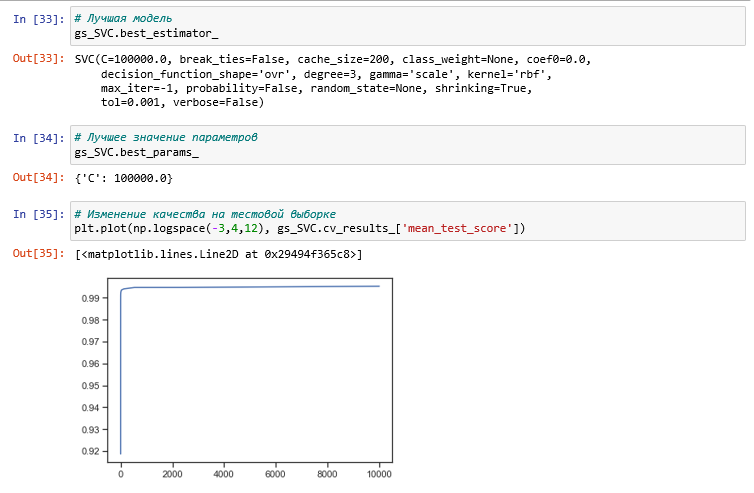 In [33]: # Лучшая модель
gs_SVC.best_estimator_
Out[33]: SVC(C=100000.0, break_ties=False, cache_size=200, class_weight=None, coef0=0.0,
decision_function_shape='ovr', degree=3, gamma='scale', kernel='rbf',
max_iter=-1, probability=False, random_state=None, shrinking=True,
tol=0.001, verbose=False)
In [34]: # Лучшее значение параметров
gs_SVC.best_params_
Out[34]: {'C': 100000.0}
In [35]: # Изменение качества на тестовой выборке
plt.plot(np.logspace(-3,4,12), gs_SVC.cv_results_['mean_test_score'])
Out[35]: [<matplotlib.lines.Line2D at 0x29494f365c8>]
0.99
0.98
0.97
0.96
0.95
0.94
0.93
0.92
0 2000 4000 6000 8000 10000